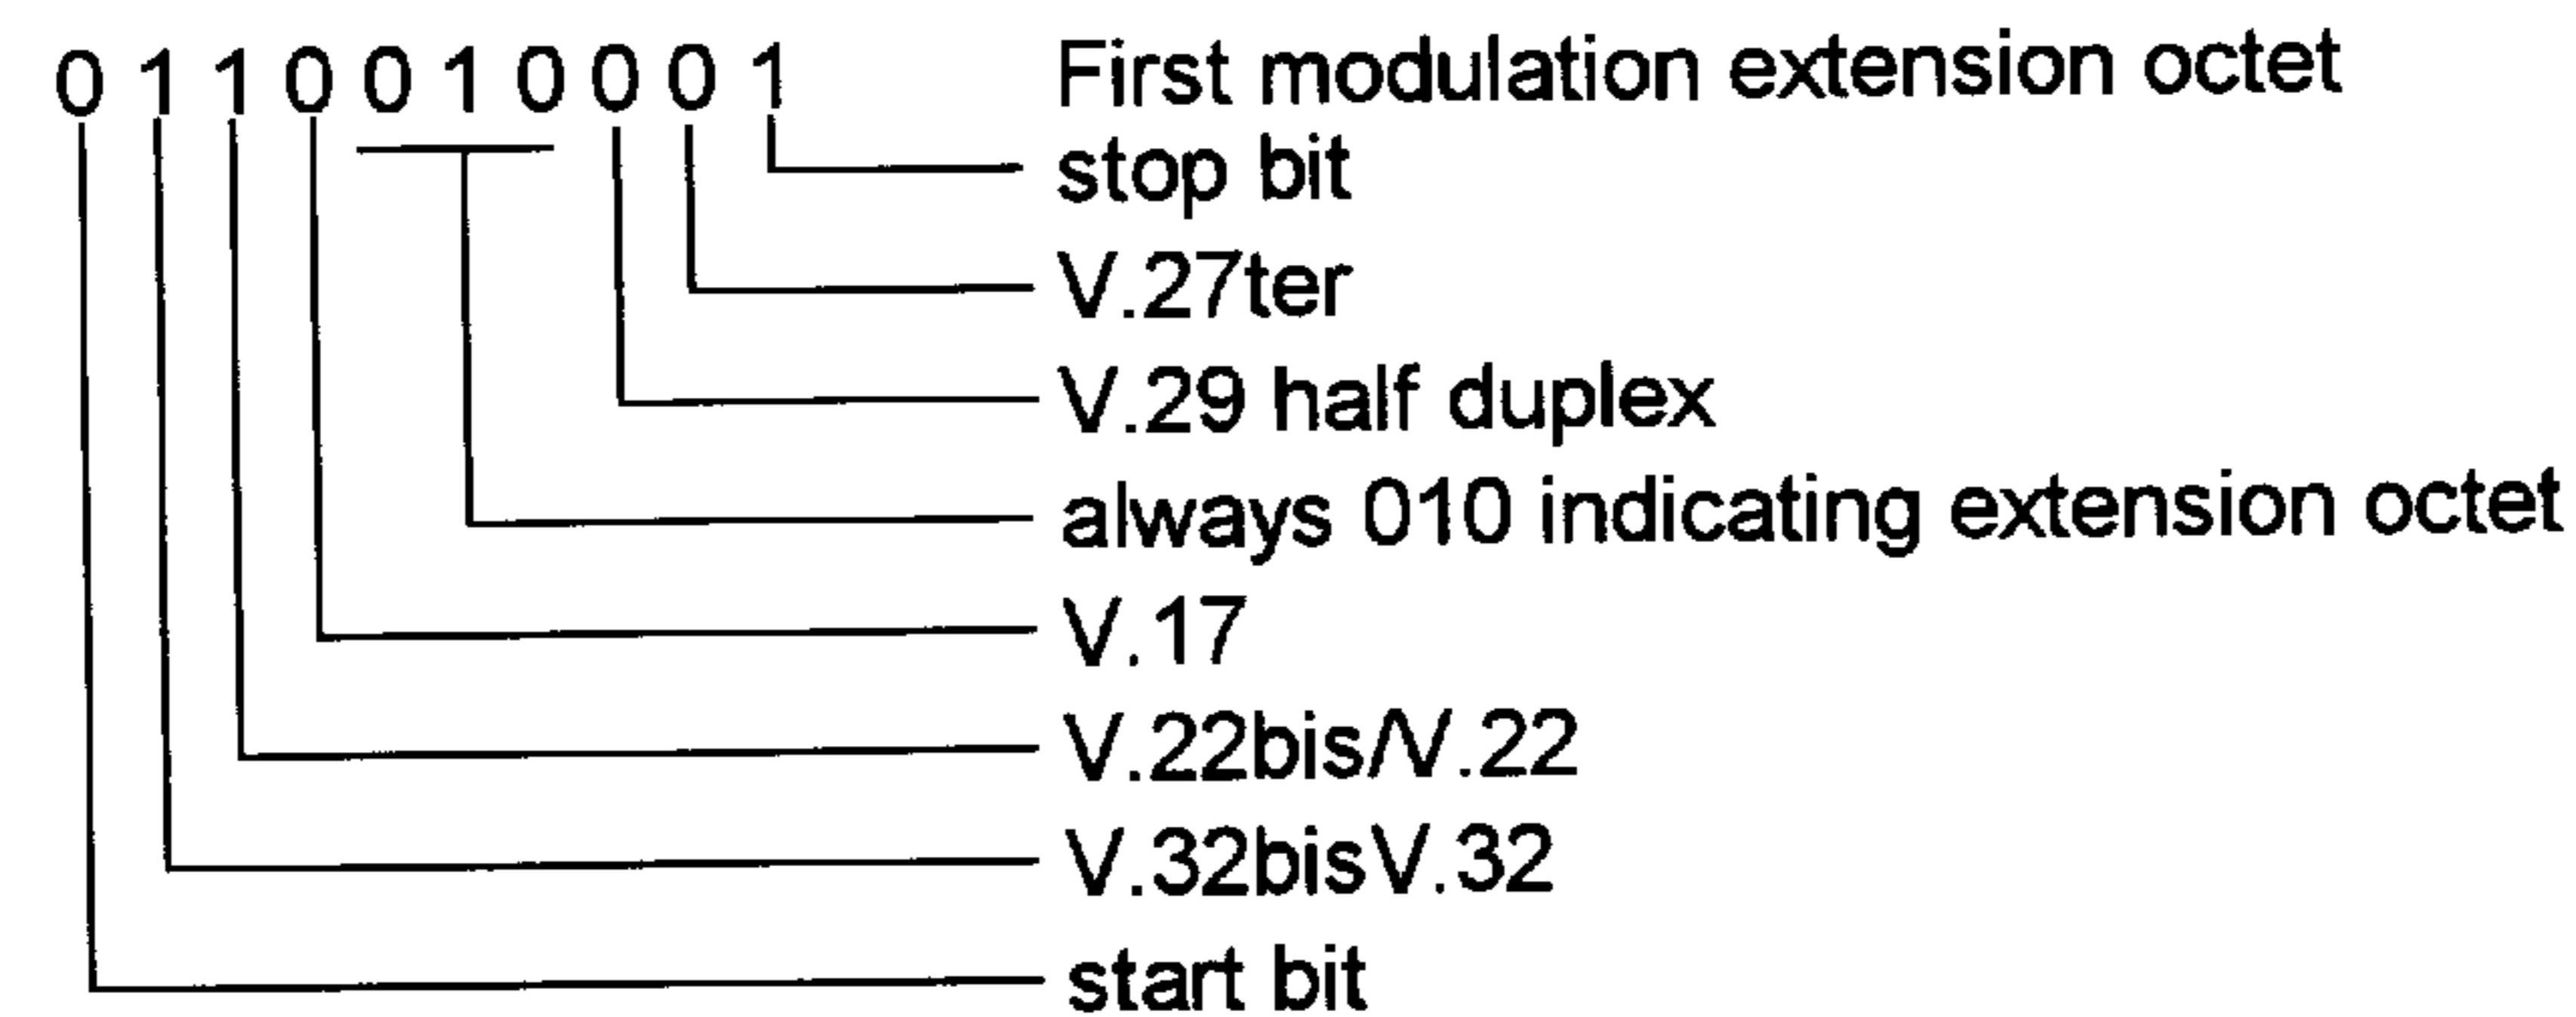 0 1 1 0 0 1 0 0 0 1 First modulation extension octet
stop bit
V.27ter
V.29 half duplex
always 010 indicating extension octet
V.17
V.22bis/V.22
V.32bisV.32
start bit